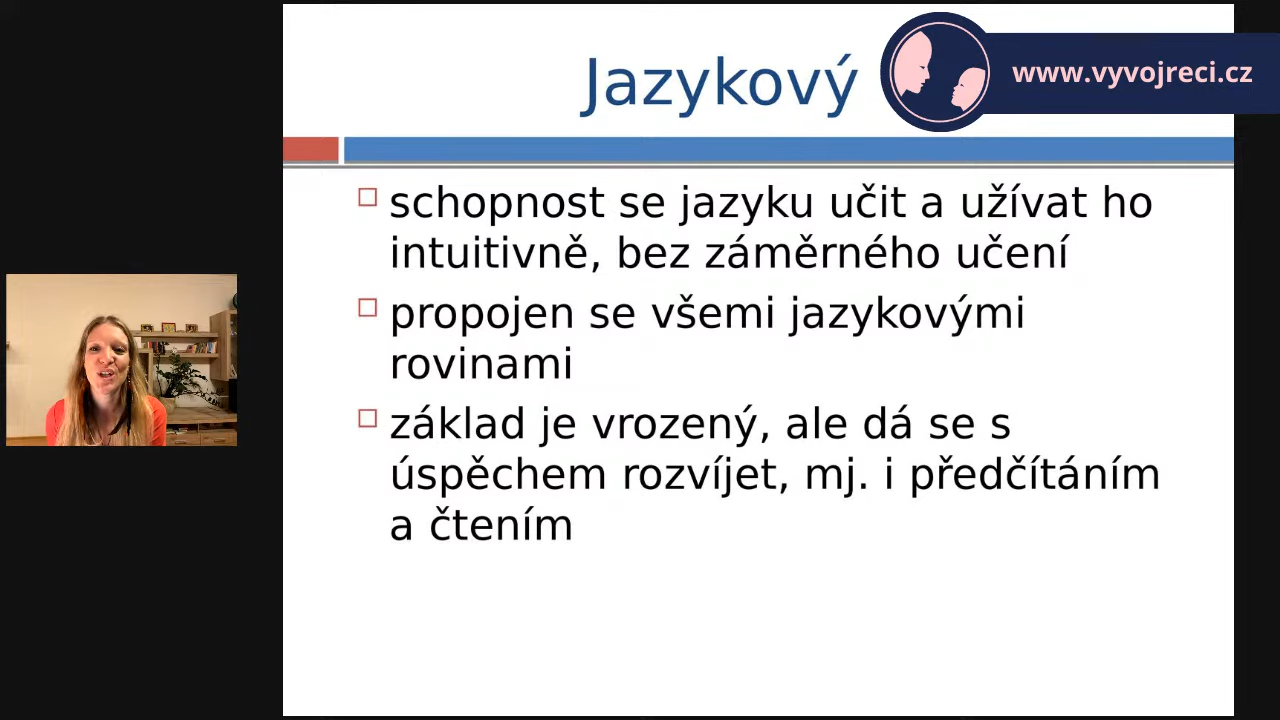 Jazykový
www.vyvojreci.cz
schopnost se jazyku učit a užívat ho
intuitivně, bez záměrného učení
propojen se všemi jazykovými
rovinami
základ je vrozený, ale dá se s
úspěchem rozvíjet, mj. i předčítáním
a čtením